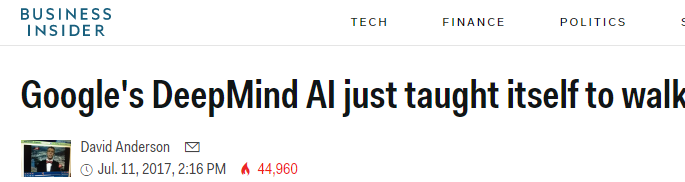 BUSINESS
INSIDER
TECH FINANCE POLITICS
Google's DeepMind AI just taught itself to walk
David Anderson
Jul. 11, 2017, 2:16 PM 44,960